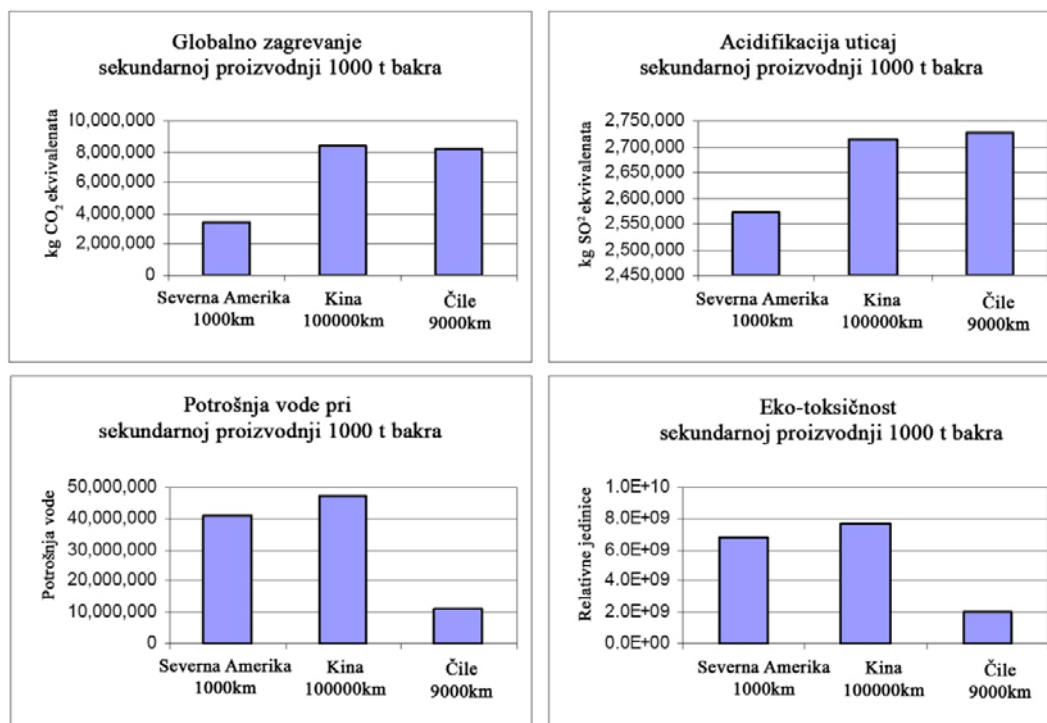 Globalno zagrevanje
sekundarnoj proizvodnji 1000 t bakra
kg CO₂ ekvivalenata
10,000,000
8,000,000
6,000,000
4,000,000
2,000,000
0
Severna Amerika
1000km
Kina
100000km
Čile
9000km
Acidifikacija uticaj
sekundarnoj proizvodnji 1000 t bakra
kg SO² ekvivalenata
2,750,000
2,700,000
2,650,000
2,600,000
2,550,000
2,500,000
2,450,000
Severna Amerika
1000km
Kina
100000km
Čile
9000km
Potrošnja vode pri
sekundarnoj proizvodnji 1000 t bakra
Potrošnja vode
50,000,000
40,000,000
30,000,000
20,000,000
10,000,000
0
Severna Amerika
1000km
Kina
100000km
Čile
9000km
Eko-toksičnost
sekundarnoj proizvodnji 1000 t bakra
Relativne jedinice
1.0E+10
8.0E+09
6.0E+09
4.0E+09
2.0E+09
0.0E+00
Severna Amerika
1000km
Kina
100000km
Čile
9000km